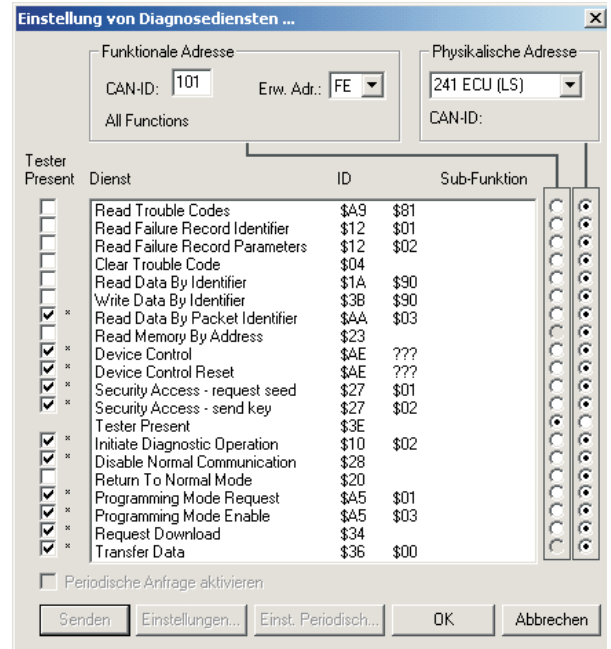 Einstellung von Diagnosediensten ...
Funktionale Adresse
Physikalische Adresse
CAN-ID: 101 Erw. Adr.: FE
241 ECU (LS)
All Functions
CAN-ID:
Tester
Present Dienst ID Sub-Funktion
Read Trouble Codes $A9 $81
Read Failure Record Identifier $12 $01
Read Failure Record Parameters $12 $02
Clear Trouble Code $04
Read Data By Identifier $1A $90
Write Data By Identifier $3B $90
* Read Data By Packet Identifier $AA $03
Read Memory By Address $23
* Device Control $AE ???
* Device Control Reset $AE ???
* Security Access - request seed $27 $01
* Security Access - send key $27 $02
Tester Present $3E
* Initiate Diagnostic Operation $10 $02
* Disable Normal Communication $28
Return To Normal Mode $20
* Programming Mode Request $A5 $01
* Programming Mode Enable $A5 $03
* Request Download $34
* Transfer Data $36 $00
Periodische Anfrage aktivieren
Senden Einstellungen... Einst. Periodisch... OK Abbrechen